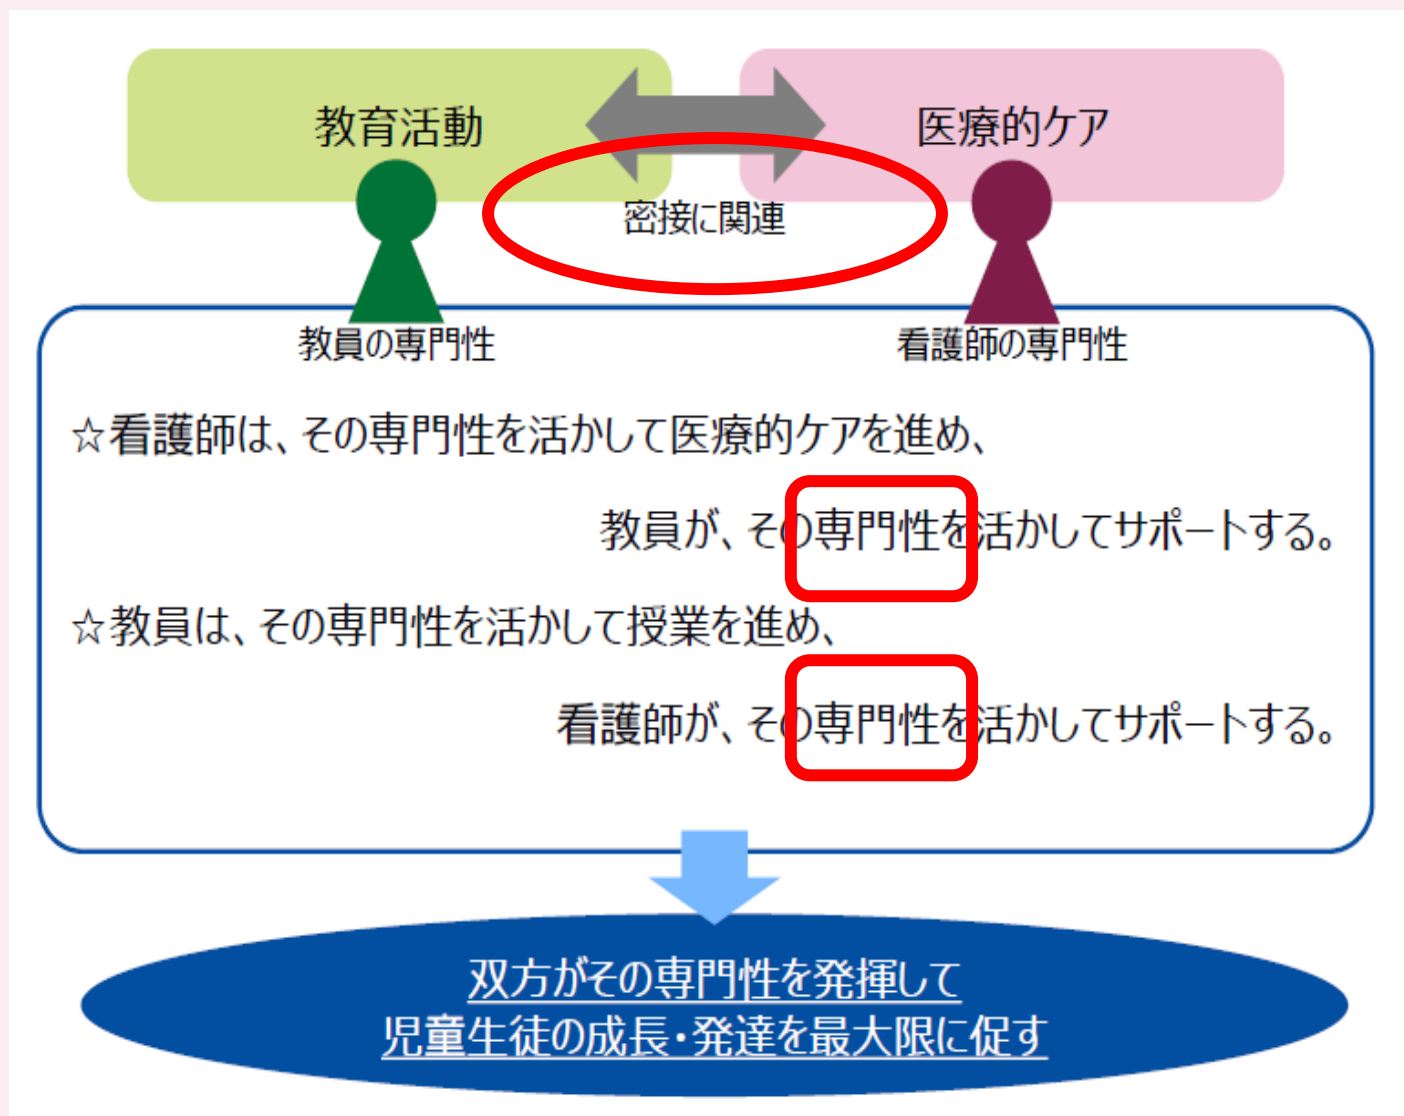 教育活動
医療的ケア
密接に関連
教員の専門性
看護師の専門性
☆看護師は、その専門性を活かして医療的ケアを進め、
教員が、その専門性を活かしてサポートする。
☆教員は、その専門性を活かして授業を進め、
看護師が、その専門性を活かしてサポートする。
双方がその専門性を発揮して
児童生徒の成長・発達を最大限に促す